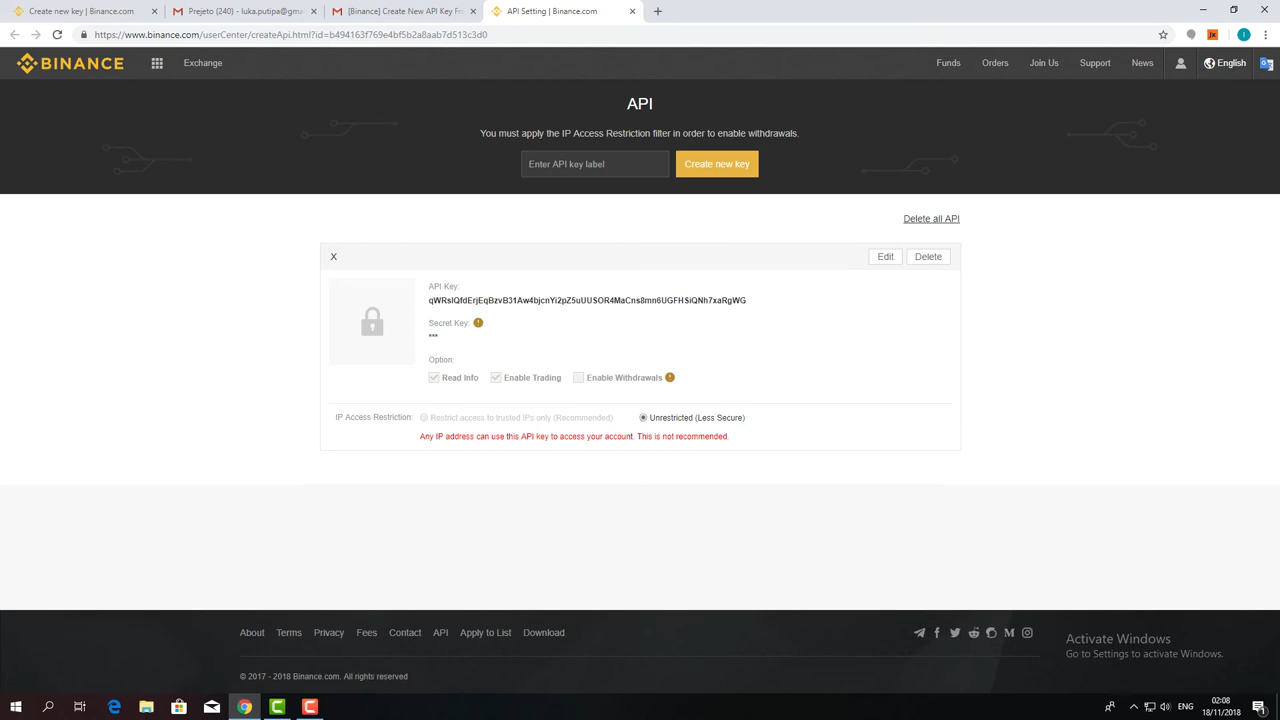 Create new key | Binance.com
Prejeto (240) - luka.putipa@gma
[Binance] Create New API Key Fro
API Setting | Binance.com
https://www.binance.com/userCenter/createApi.html?id=b494163f769e4bf5b2a8aab7d513c3d0
BINANCE
Exchange
Funds
Orders
Join Us
Support
News
English
API
You must apply the IP Access Restriction filter in order to enable withdrawals.
Enter API key label
Create new key
Delete all API
X
Edit
Delete
API Key:
qWRslQfdErjEqBzvB31Aw4bjcnYi2pZ5uUUSOR4MaCns8mn6UGFHSiQNh7xaRgWG
Secret Key:
***
Option:
Read Info
Enable Trading
Enable Withdrawals
IP Access Restriction:
Restrict access to trusted IPs only (Recommended)
Unrestricted (Less Secure)
Any IP address can use this API key to access your account. This is not recommended.
About
Terms
Privacy
Fees
Contact
API
Apply to List
Download
© 2017 - 2018 Binance.com. All rights reserved
Activate Windows
Go to Settings to activate Windows.
ENG
02:08
18/11/2018